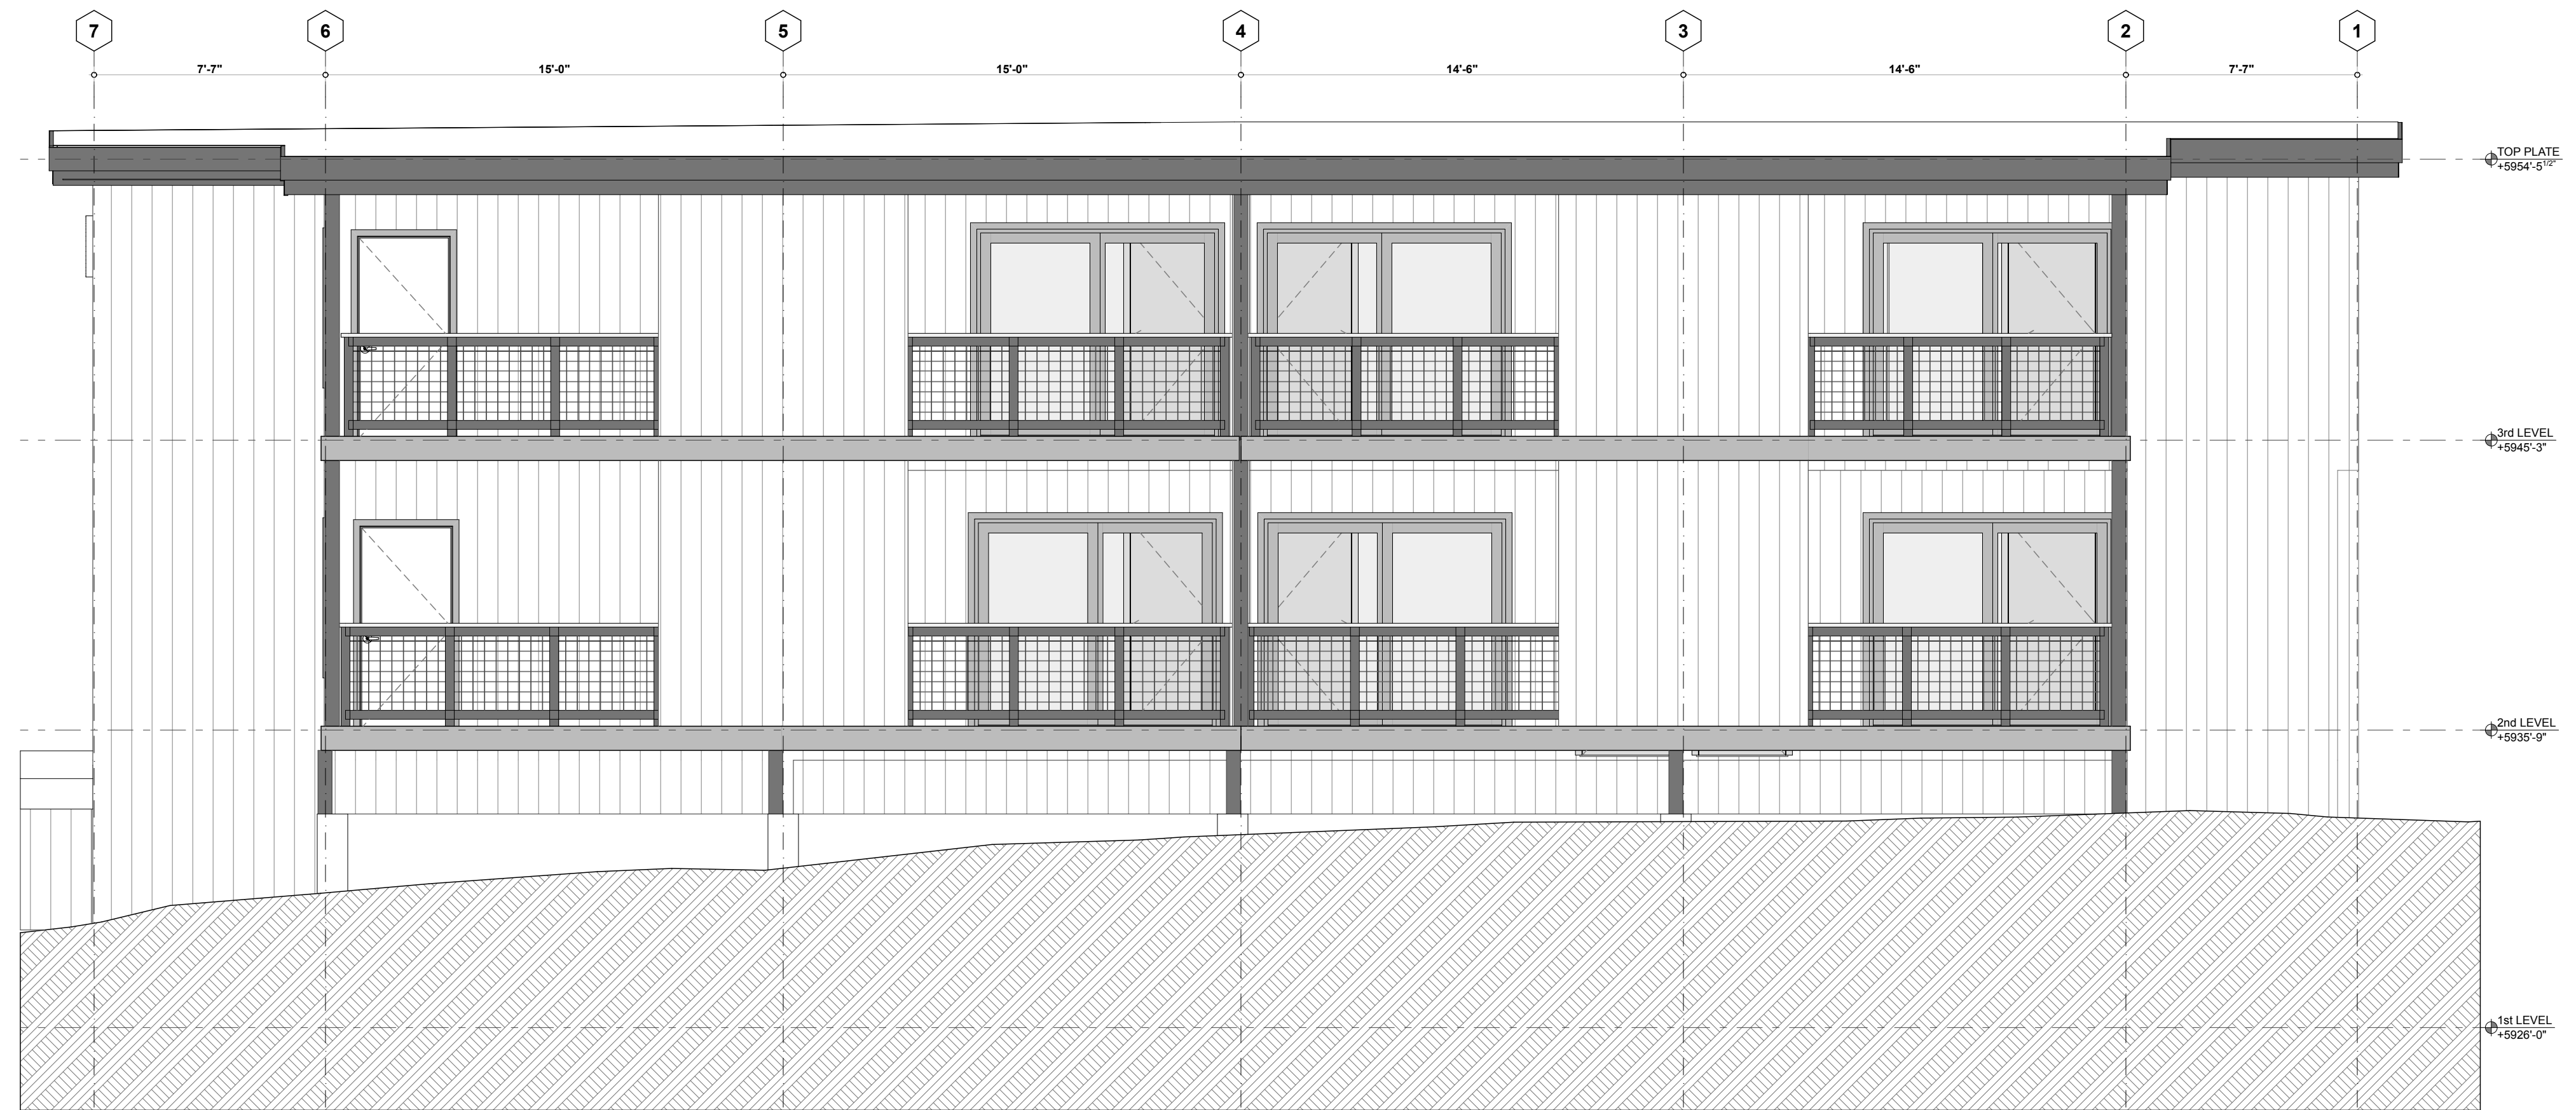 7 6 5 4 3 2 1
7'-7" 15'-0" 15'-0" 14'-6" 14'-6" 7'-7"
TOP PLATE
+5954'-5 1/2"
3rd LEVEL
+5945'-3"
2nd LEVEL
+5935'-9"
1st LEVEL
+5926'-0"